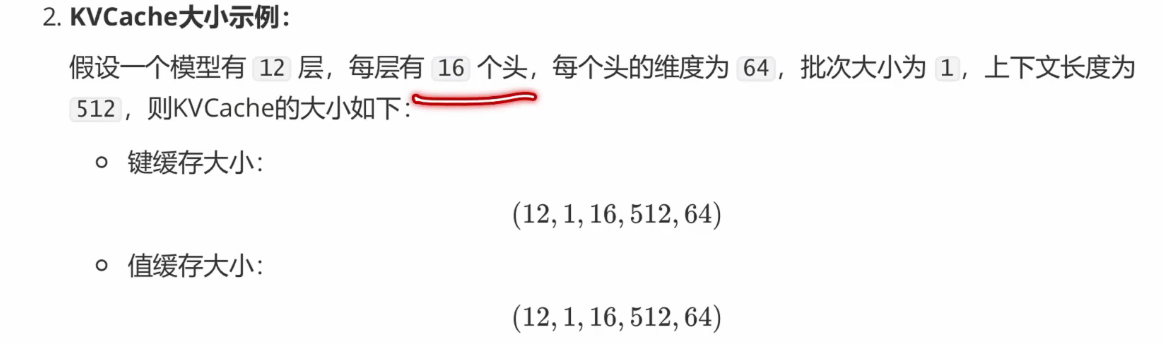 2. KVCache大小示例：
假设一个模型有 12 层，每层有 16 个头，每个头的维度为 64，批次大小为 1，上下文长度为
512，则KVCache的大小如下：
键缓存大小：
(12, 1, 16, 512, 64)
值缓存大小：
(12, 1, 16, 512, 64)